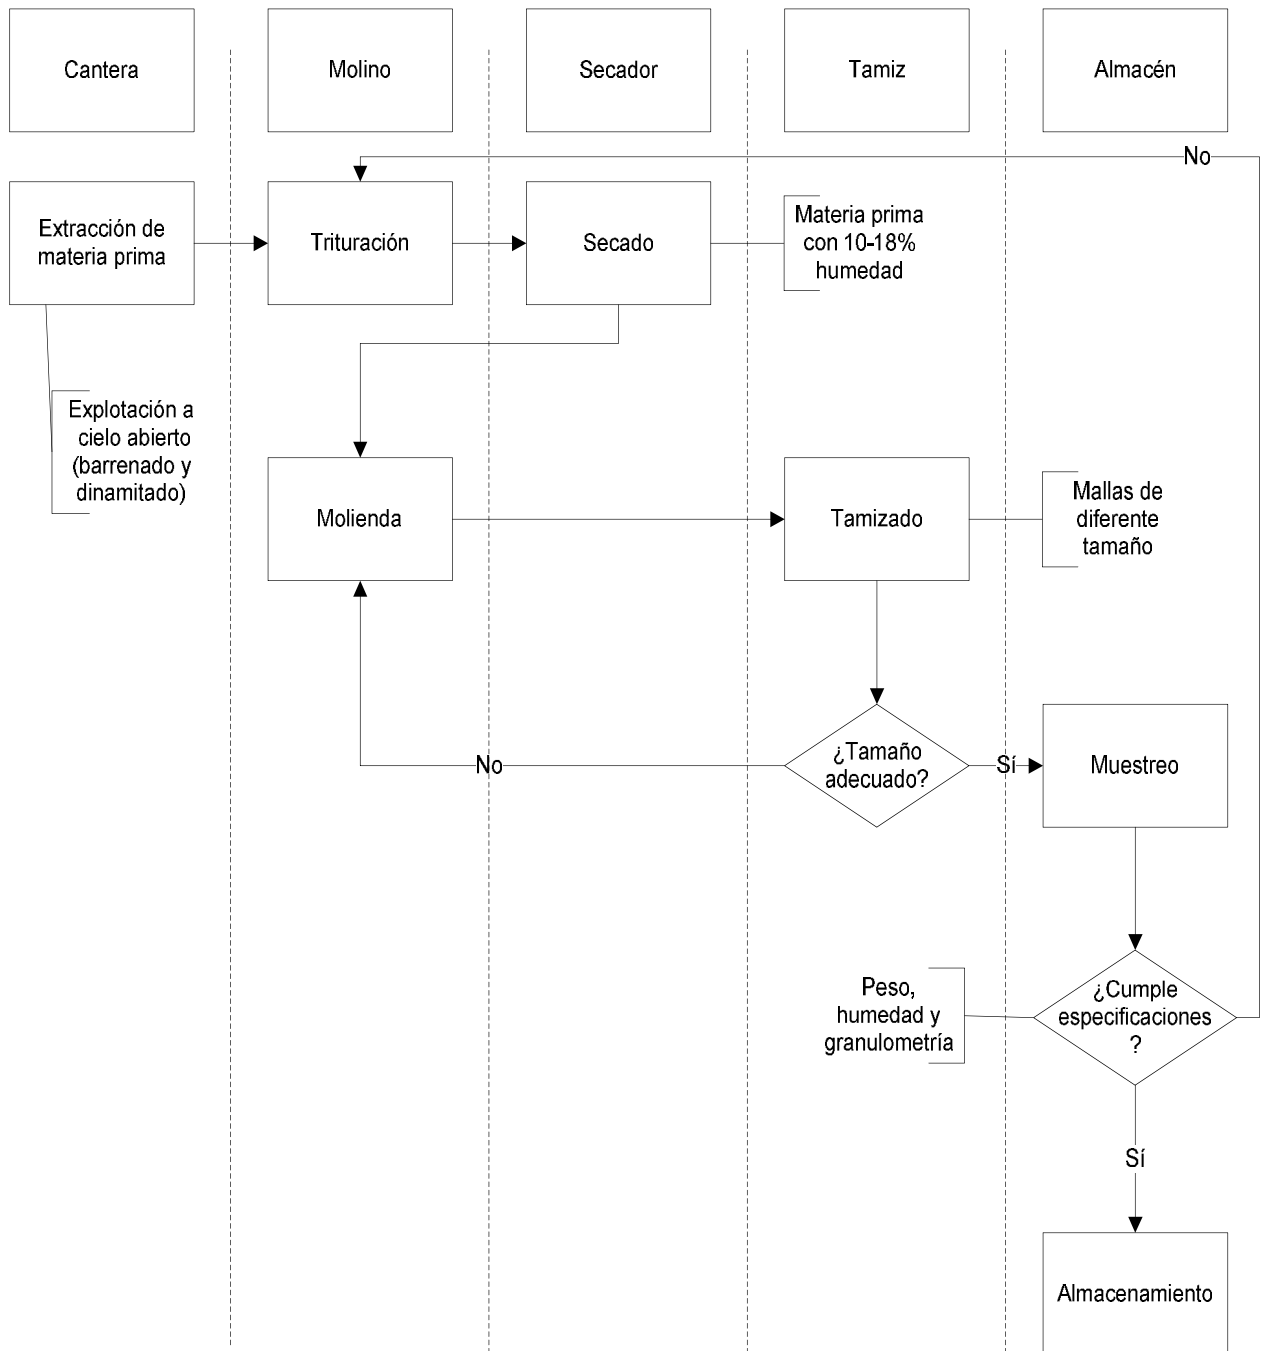 Cantera
Molino
Secador
Tamiz
Almacén
No
Extracción de
materia prima
Trituración
Secado
Materia prima
con 10-18%
humedad
Explotación a
cielo abierto
(barrenado y
dinamitado)
Molienda
Tamizado
Mallas de
diferente
tamaño
No
¿Tamaño
adecuado?
Sí
Muestreo
Peso,
humedad y
granulometría
¿Cumple
especificaciones
?
Sí
Almacenamiento